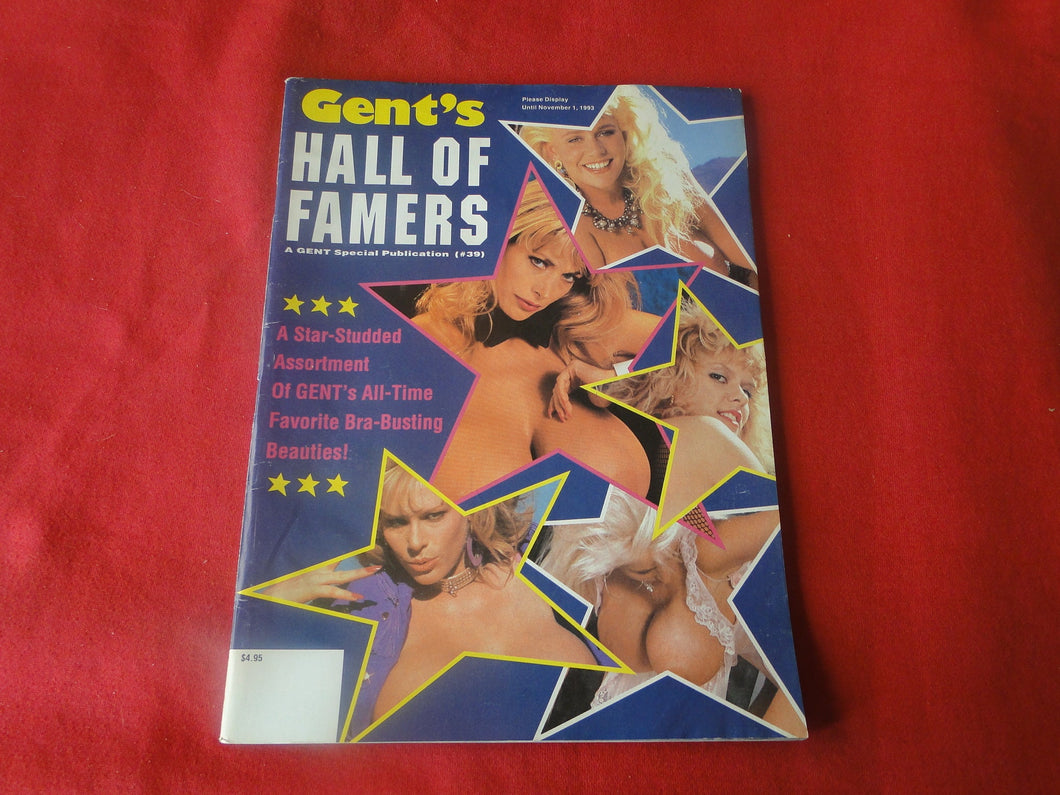 Gent's
Please Display
Until November 1, 1993
HALL OF
FAMERS
A GENT Special Publication (#39)
A Star-Studded
Assortment
Of GENT's All-Time
Favorite Bra-Busting
Beauties!
$4.95